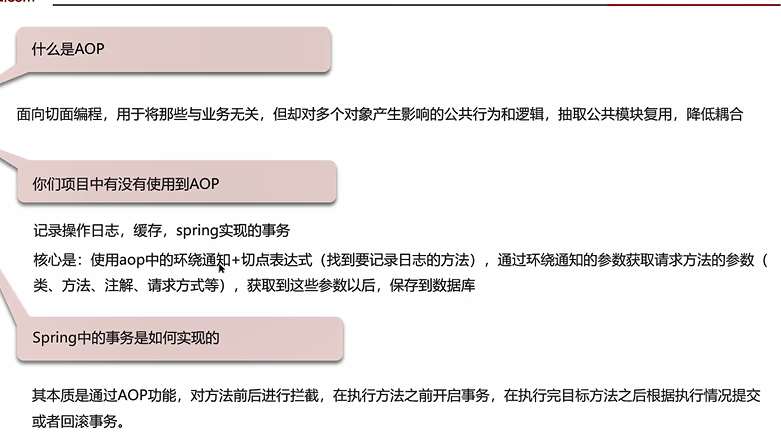 什么是AOP
面向切面编程，用于将那些与业务无关，但却对多个对象产生影响的公共行为和逻辑，抽取公共模块复用，降低耦合
你们项目中有没有使用到AOP
记录操作日志，缓存，spring实现的事务
核心是：使用aop中的环绕通知+切点表达式（找到要记录日志的方法），通过环绕通知的参数获取请求方法的参数（
类、方法、注解、请求方式等），获取到这些参数以后，保存到数据库
Spring中的事务是如何实现的
其本质是通过AOP功能，对方法前后进行拦截，在执行方法之前开启事务，在执行完目标方法之后根据执行情况提交
或者回滚事务。